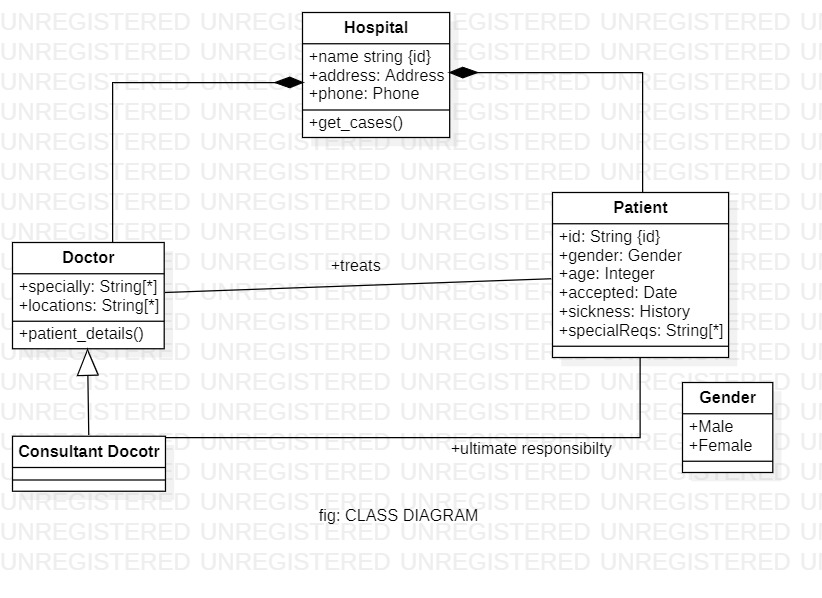 Hospital
+name string {id}
+address: Address
+phone: Phone
+get_cases()
Doctor
+specially: String[*]
+locations: String[*]
+patient_details()
+treats
Patient
+id: String {id}
+gender: Gender
+age: Integer
+accepted: Date
+sickness: History
+specialReqs: String[*]
Gender
+Male
+Female
Consultant Docotr
+ultimate responsibilty
fig: CLASS DIAGRAM
UNREGISTERED